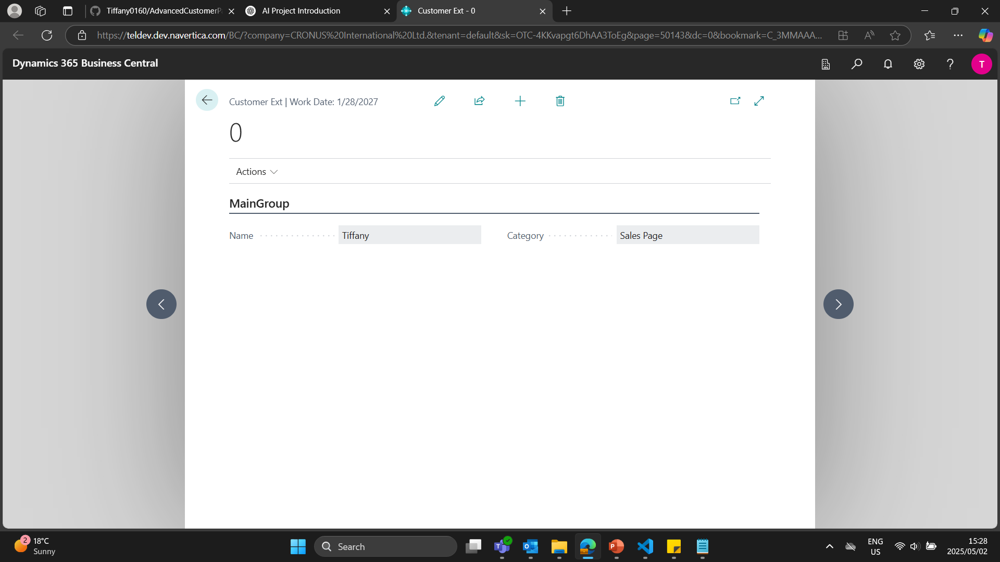 Tiffany0160/AdvancedCustomerP
AI Project Introduction
Customer Ext - 0
https://teldev.dev.navertica.com/BC/?company=CRONUS%20International%20Ltd.&tenant=default&sk=OTC-4KKvapgt6DhAA3ToEg&page=50143&dc=0&bookmark=C_3MMAAA...
Dynamics 365 Business Central
T
Customer Ext | Work Date: 1/28/2027
0
Actions
MainGroup
Name Tiffany Category Sales Page
2
18°C
Sunny
Search
ENG
US
15:28
2025/05/02